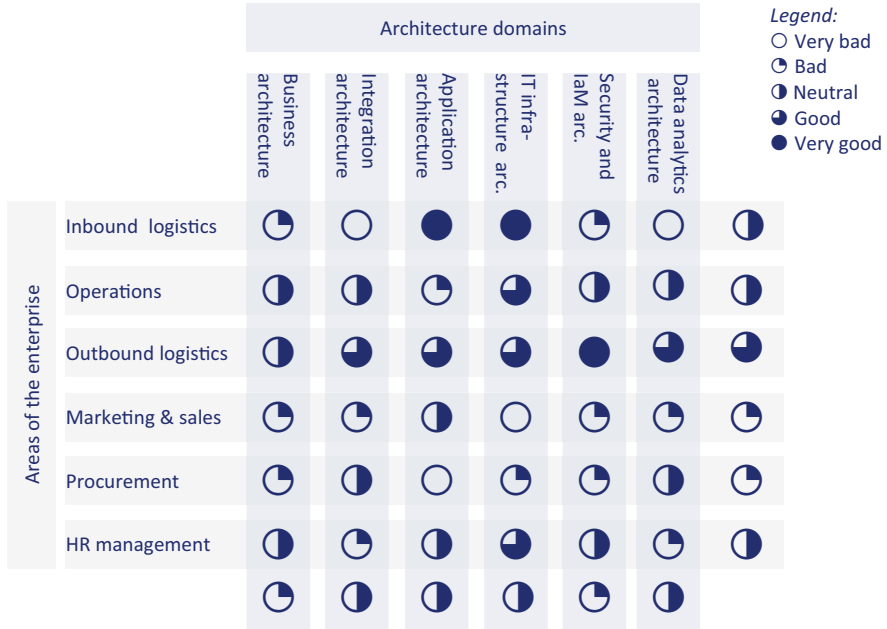 Architecture domains
Legend:
Very bad
Bad
Neutral
Good
Very good
Business
architecture
Integration
architecture
Application
architecture
IT infra-
structure arc.
Security and
IaM arc.
Data analytics
architecture
Areas of the enterprise
Inbound logistics
Operations
Outbound logistics
Marketing & sales
Procurement
HR management